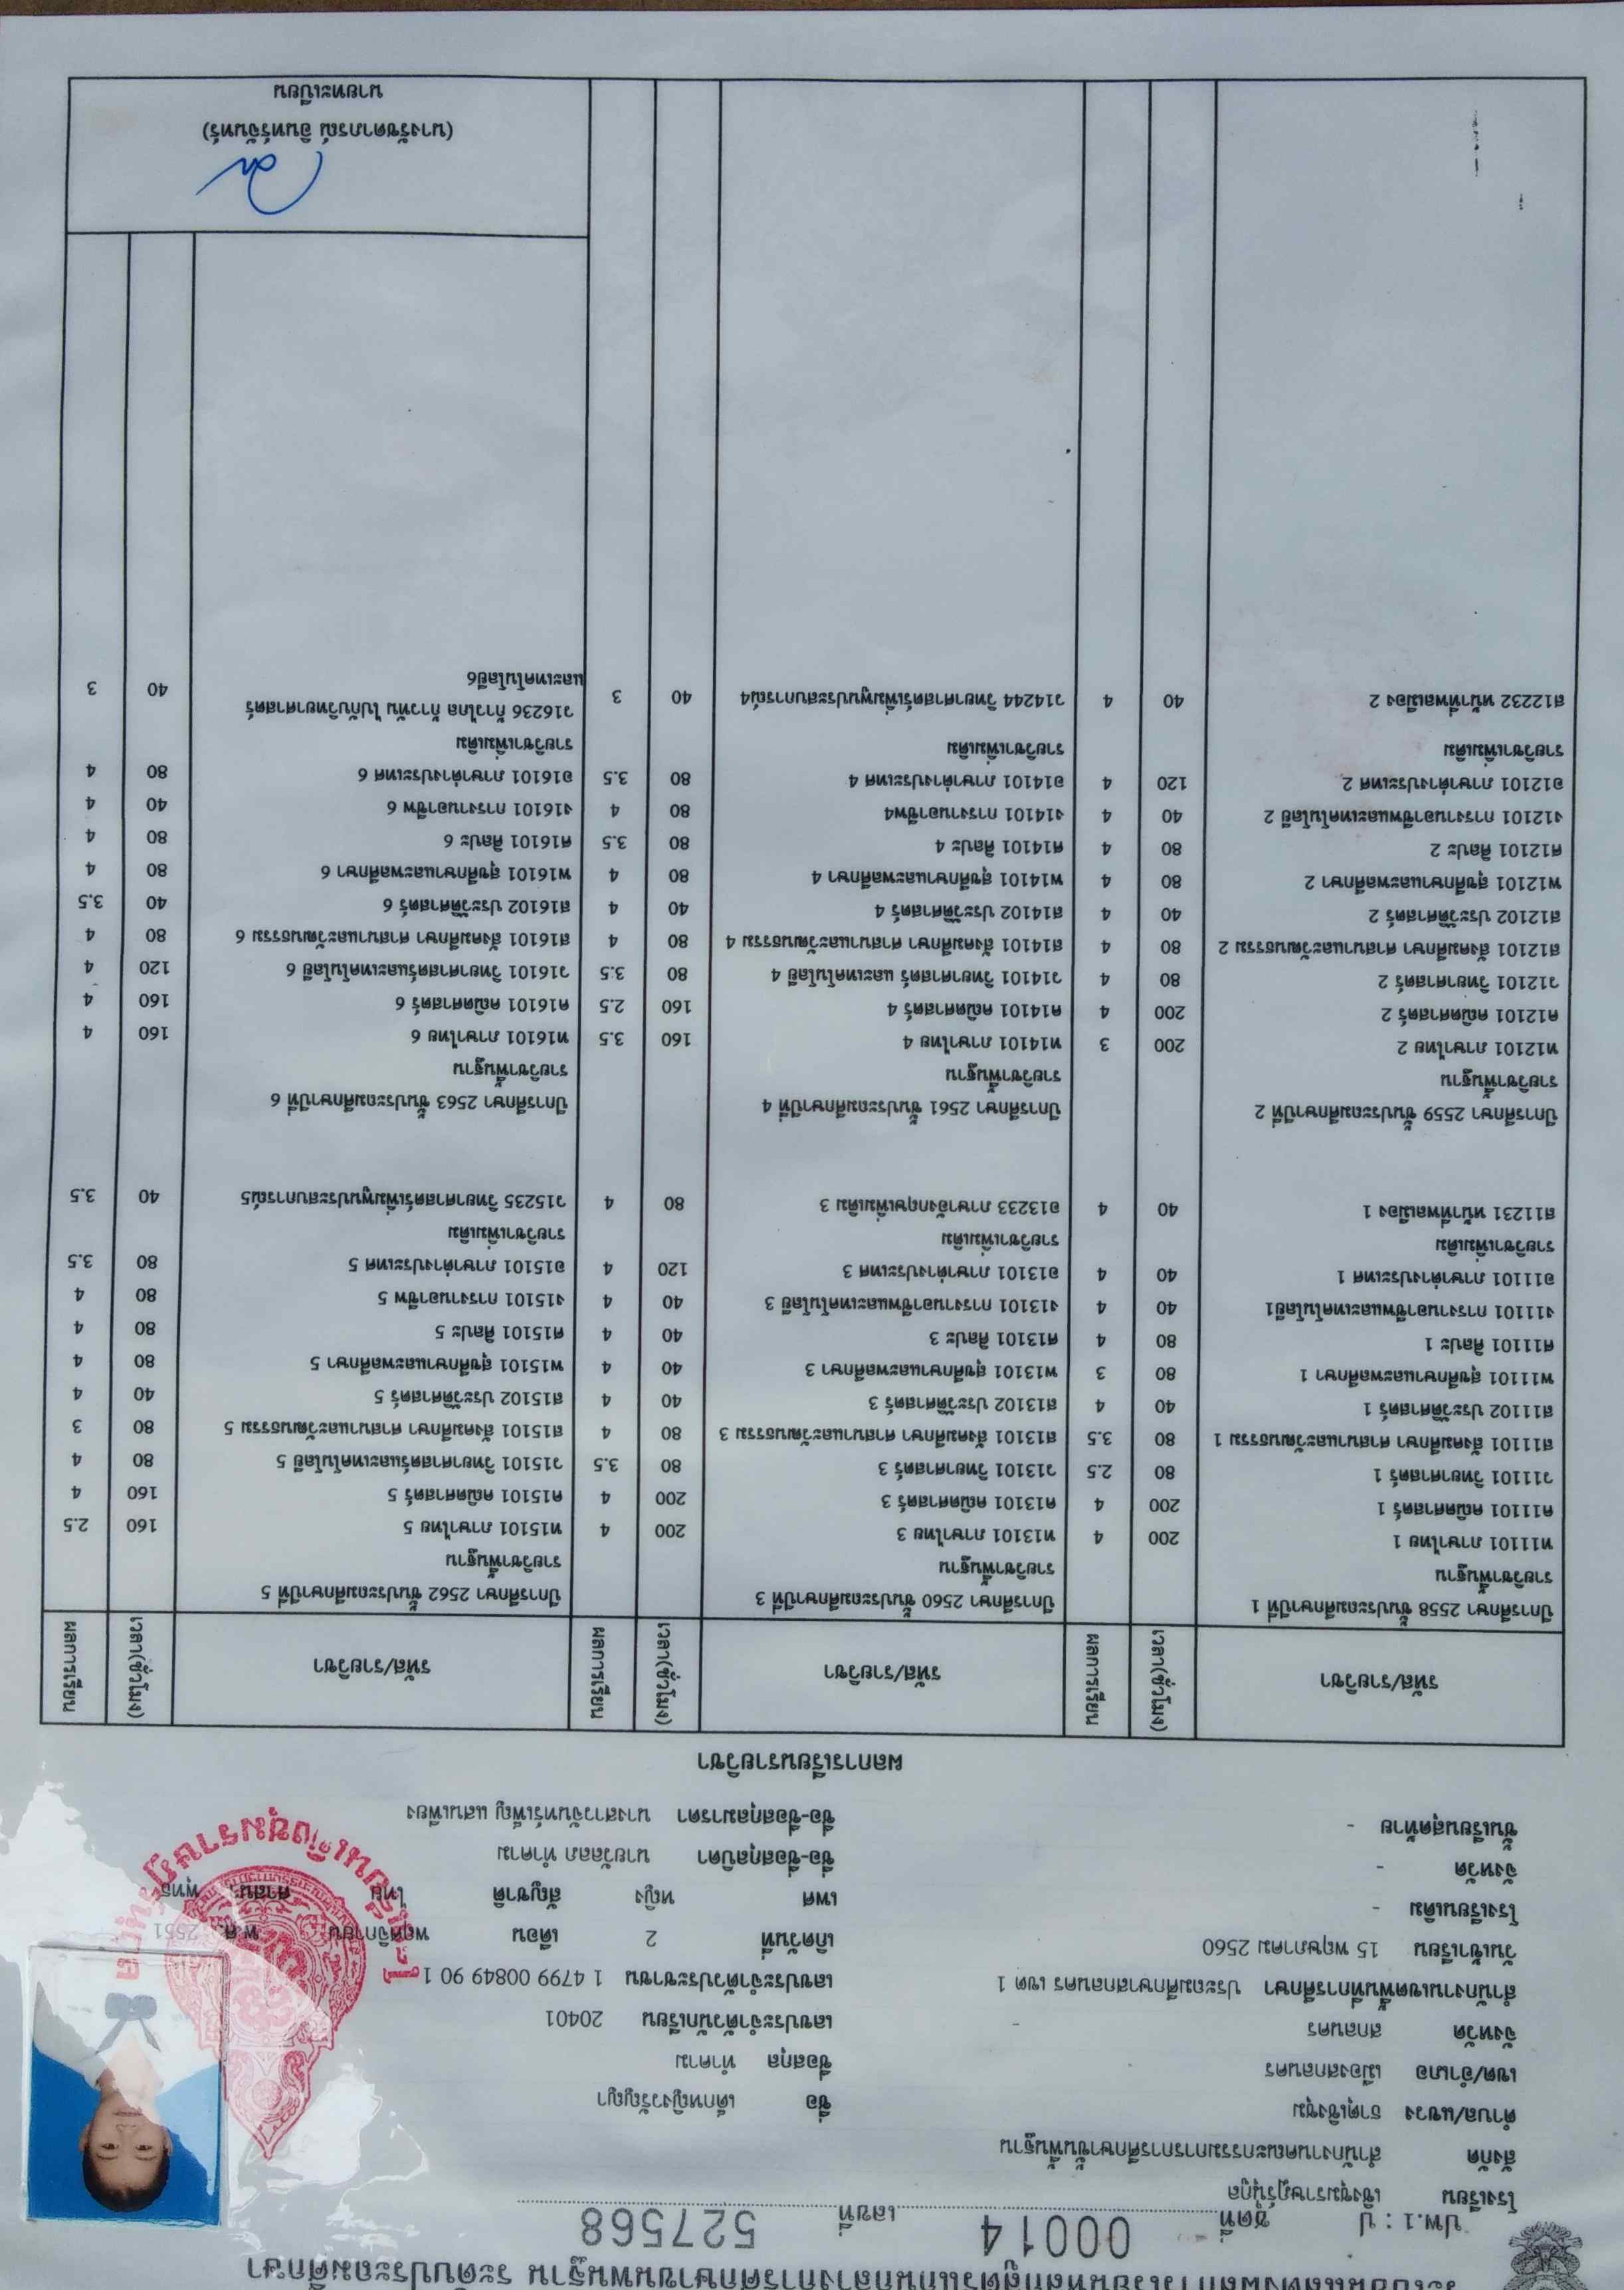 ระเบียนแสดงผลการเรียนหลักสูตรแกนกลางการศึกษาขั้นพื้นฐาน ระดับประถมศึกษา
ปพ.1 : ป ชุดที่ 00014 เลขที่ 527568
โรงเรียน เชิงชุมราษฎร์นุกูล
สังกัด สำนักงานคณะกรรมการการศึกษาขั้นพื้นฐาน
ตำบล/แขวง ธาตุเชิงชุม
เขต/อำเภอ เมืองสกลนคร
จังหวัด สกลนคร
สำนักงานเขตพื้นที่การศึกษา ประถมศึกษาสกลนคร เขต 1
วันเข้าเรียน 15 พฤษภาคม 2560
โรงเรียนเดิม -
จังหวัด -
ชั้นเรียนสุดท้าย -
ชื่อ เด็กหญิงวรัญญา
ชื่อสกุล ทำคาม
เลขประจำตัวนักเรียน 20401
เลขประจำตัวประชาชน 1 4799 00849 90 1
เกิดวันที่ 2 เดือน พฤศจิกายน พ.ศ. 2551
เพศ หญิง สัญชาติ ไทย ศาสนา พุทธ
ชื่อ-ชื่อสกุลบิดา นายวัลลภ ทำคาม
ชื่อ-ชื่อสกุลมารดา นางสาวจันทร์เพ็ญ แสนเพียง
ผลการเรียนรายวิชา
รหัส/รายวิชา เวลา(ชั่วโมง) ผลการเรียน
ปีการศึกษา 2558 ชั้นประถมศึกษาปีที่ 1
รายวิชาพื้นฐาน
ท11101 ภาษาไทย 1 200 4
ค11101 คณิตศาสตร์ 1 200 4
ว11101 วิทยาศาสตร์ 1 80 2.5
ส11101 สังคมศึกษา ศาสนาและวัฒนธรรม 1 80 3.5
ส11102 ประวัติศาสตร์ 1 40 4
พ11101 สุขศึกษาและพลศึกษา 1 80 3
ศ11101 ศิลปะ 1 80 4
ง11101 การงานอาชีพและเทคโนโลยี1 40 4
อ11101 ภาษาต่างประเทศ 1 40 4
รายวิชาเพิ่มเติม
ส11231 หน้าที่พลเมือง 1 40 4
ปีการศึกษา 2559 ชั้นประถมศึกษาปีที่ 2
รายวิชาพื้นฐาน
ท12101 ภาษาไทย 2 200 3
ค12101 คณิตศาสตร์ 2 200 4
ว12101 วิทยาศาสตร์ 2 80 4
ส12101 สังคมศึกษา ศาสนาและวัฒนธรรม 2 80 4
ส12102 ประวัติศาสตร์ 2 40 4
พ12101 สุขศึกษาและพลศึกษา 2 80 4
ศ12101 ศิลปะ 2 80 4
ง12101 การงานอาชีพและเทคโนโลยี 2 40 4
อ12101 ภาษาต่างประเทศ 2 120 4
รายวิชาเพิ่มเติม
ส12232 หน้าที่พลเมือง 2 40 4
รหัส/รายวิชา เวลา(ชั่วโมง) ผลการเรียน
ปีการศึกษา 2560 ชั้นประถมศึกษาปีที่ 3
รายวิชาพื้นฐาน
ท13101 ภาษาไทย 3 200 4
ค13101 คณิตศาสตร์ 3 200 4
ว13101 วิทยาศาสตร์ 3 80 3.5
ส13101 สังคมศึกษา ศาสนาและวัฒนธรรม 3 80 4
ส13102 ประวัติศาสตร์ 3 40 4
พ13101 สุขศึกษาและพลศึกษา 3 40 4
ศ13101 ศิลปะ 3 40 4
ง13101 การงานอาชีพและเทคโนโลยี 3 40 4
อ13101 ภาษาต่างประเทศ 3 120 4
รายวิชาเพิ่มเติม
อ13233 ภาษาอังกฤษเพิ่มเติม 3 80 4
ปีการศึกษา 2561 ชั้นประถมศึกษาปีที่ 4
รายวิชาพื้นฐาน
ท14101 ภาษาไทย 4 160 3.5
ค14101 คณิตศาสตร์ 4 160 2.5
ว14101 วิทยาศาสตร์ และเทคโนโลยี 4 80 3.5
ส14101 สังคมศึกษา ศาสนาและวัฒนธรรม 4 80 4
ส14102 ประวัติศาสตร์ 4 40 4
พ14101 สุขศึกษาและพลศึกษา 4 80 4
ศ14101 ศิลปะ 4 80 3.5
ง14101 การงานอาชีพ4 80 4
อ14101 ภาษาต่างประเทศ 4 80 3.5
รายวิชาเพิ่มเติม
ว14244 วิทยาศาสตร์เพิ่มพูนประสบการณ์4 40 3
รหัส/รายวิชา เวลา(ชั่วโมง) ผลการเรียน
ปีการศึกษา 2562 ชั้นประถมศึกษาปีที่ 5
รายวิชาพื้นฐาน
ท15101 ภาษาไทย 5 160 2.5
ค15101 คณิตศาสตร์ 5 160 4
ว15101 วิทยาศาสตร์และเทคโนโลยี 5 80 4
ส15101 สังคมศึกษา ศาสนาและวัฒนธรรม 5 80 3
ส15102 ประวัติศาสตร์ 5 40 4
พ15101 สุขศึกษาและพลศึกษา 5 80 4
ศ15101 ศิลปะ 5 80 4
ง15101 การงานอาชีพ 5 80 4
อ15101 ภาษาต่างประเทศ 5 80 3.5
รายวิชาเพิ่มเติม
ว15235 วิทยาศาสตร์เพิ่มพูนประสบการณ์5 40 3.5
ปีการศึกษา 2563 ชั้นประถมศึกษาปีที่ 6
รายวิชาพื้นฐาน
ท16101 ภาษาไทย 6 160 4
ค16101 คณิตศาสตร์ 6 160 4
ว16101 วิทยาศาสตร์และเทคโนโลยี 6 120 4
ส16101 สังคมศึกษา ศาสนาและวัฒนธรรม 6 80 4
ส16102 ประวัติศาสตร์ 6 40 3.5
พ16101 สุขศึกษาและพลศึกษา 6 80 4
ศ16101 ศิลปะ 6 80 4
ง16101 การงานอาชีพ 6 40 4
อ16101 ภาษาต่างประเทศ 6 80 4
รายวิชาเพิ่มเติม
ว16236 ก้าวไกล ก้าวทัน ไปกับวิทยาศาสตร์ 40 3
และเทคโนโลยี6
(นางรัชดาภรณ์ อินทร์จันทร์)
นายทะเบียน